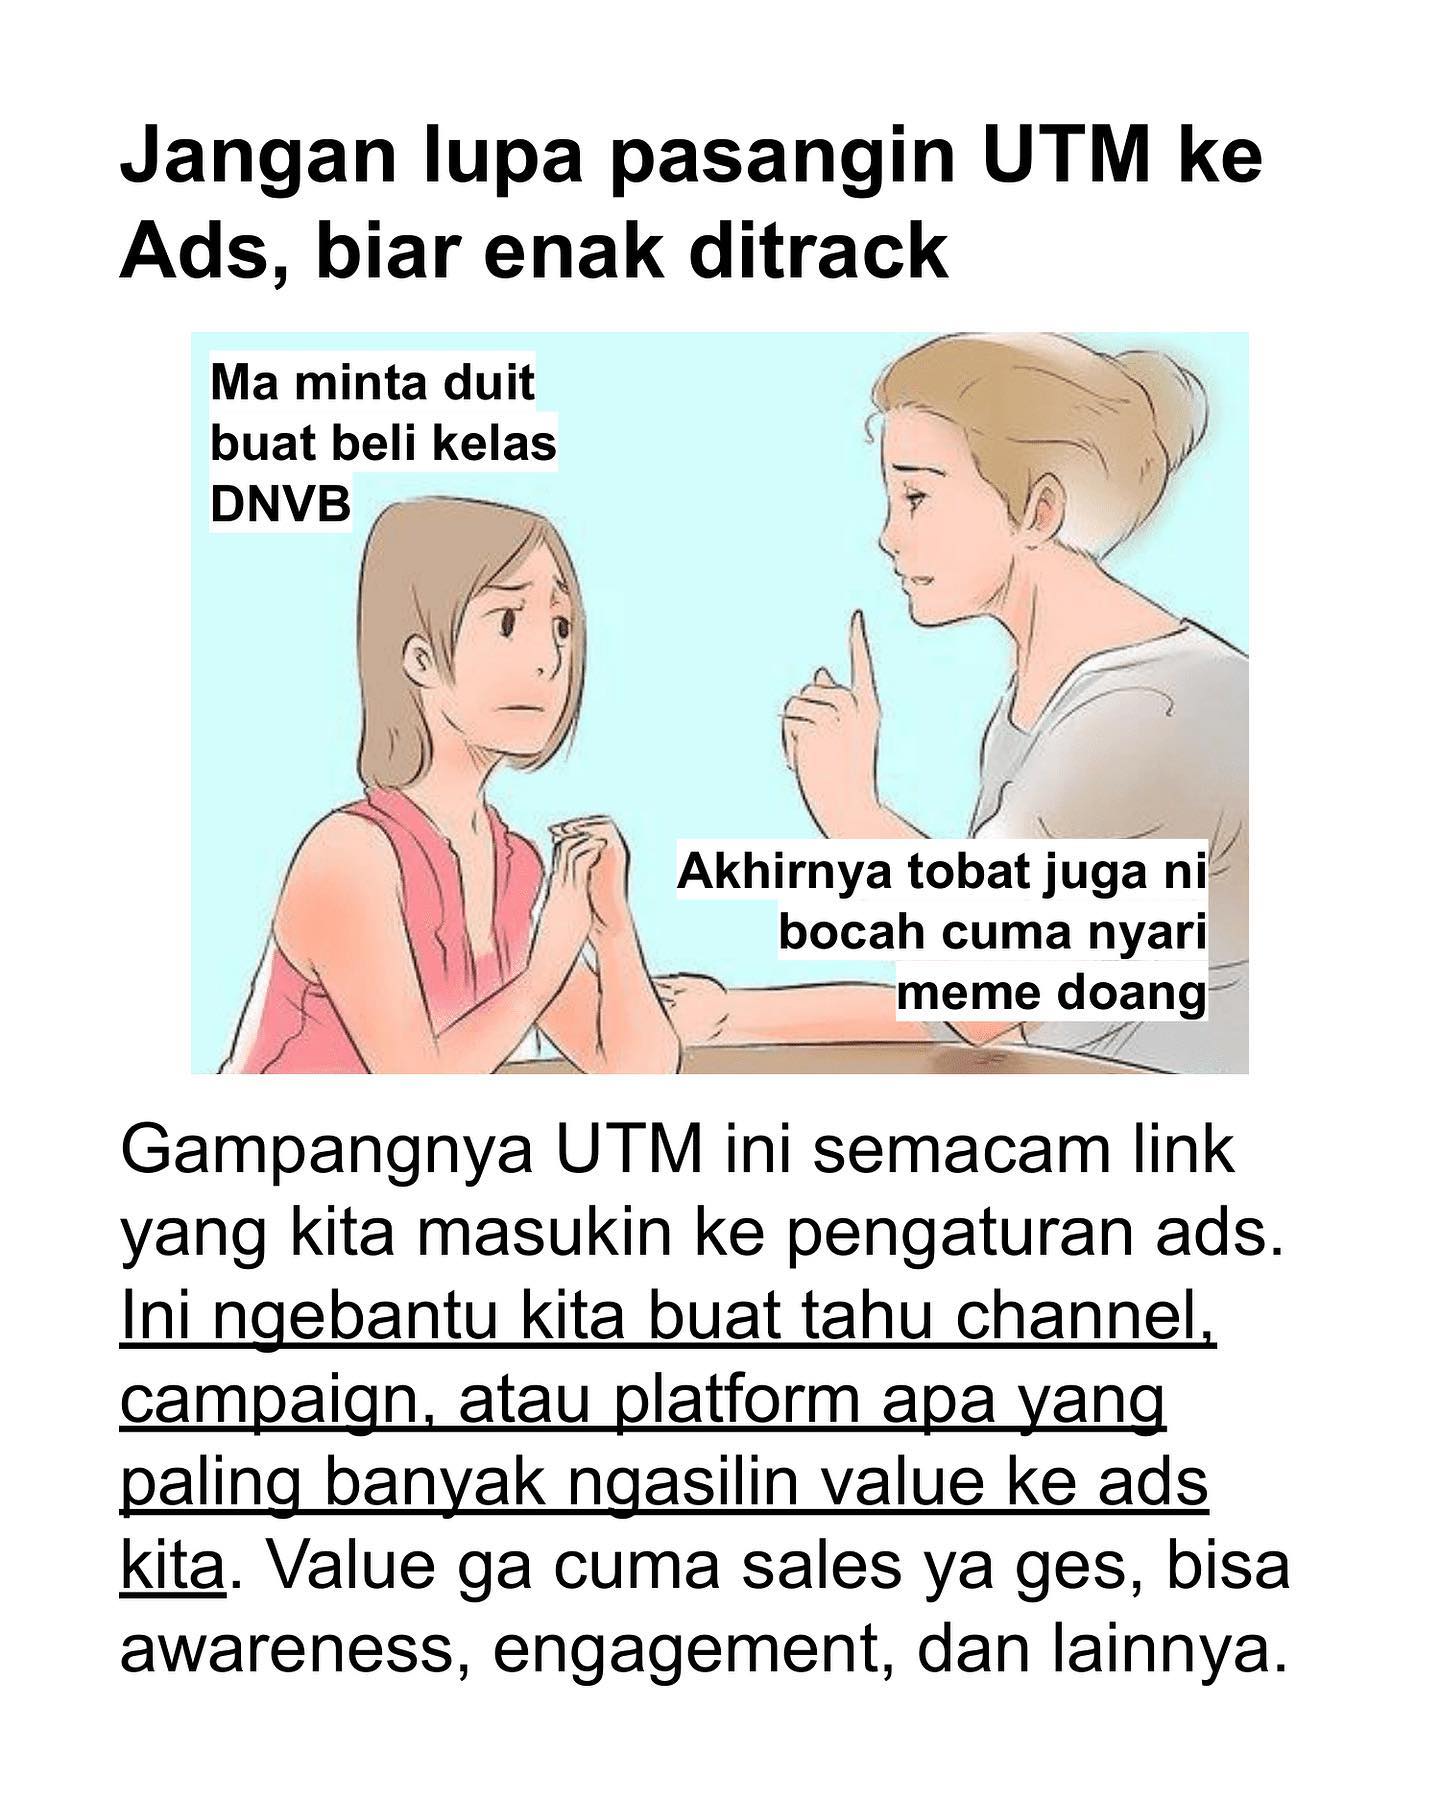 Jangan lupa pasangin UTM ke
Ads, biar enak ditrack
Ma minta duit
buat beli kelas
DNVB
Akhirnya tobat juga ni
bocah cuma nyari
meme doang
Gampangnya UTM ini semacam link
yang kita masukin ke pengaturan ads.
Ini ngebantu kita buat tahu channel,
campaign, atau platform apa yang
paling banyak ngasilin value ke ads
kita. Value ga cuma sales ya ges, bisa
awareness, engagement, dan lainnya.